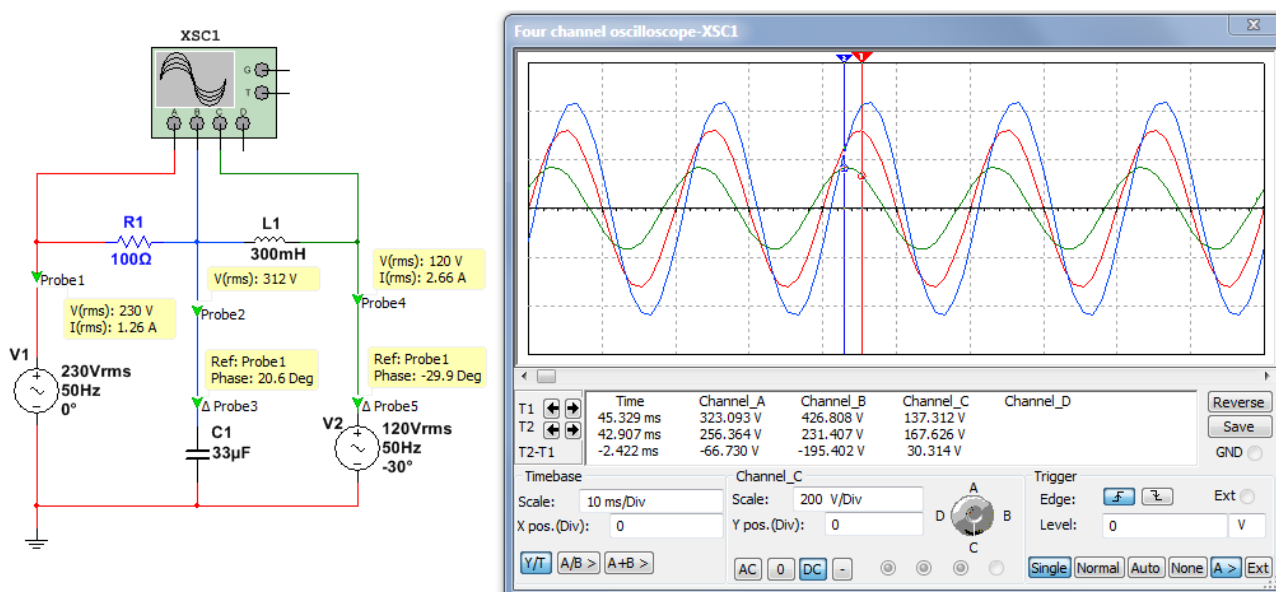 XSC1
G
T
A B C D
R1
100Ω
L1
300mH
Probe1
V(rms): 230 V
I(rms): 1.26 A
V(rms): 312 V
Probe2
V(rms): 120 V
I(rms): 2.66 A
Probe4
Ref: Probe1
Phase: 20.6 Deg
Δ Probe3
Ref: Probe1
Phase: -29.9 Deg
Δ Probe5
V1
230Vrms
50Hz
0°
C1
33µF
V2
120Vrms
50Hz
-30°
Four channel oscilloscope-XSC1
x
2 1
Time Channel_A Channel_B Channel_C Channel_D
T1 45.329 ms 323.093 V 426.808 V 137.312 V
T2 42.907 ms 256.364 V 231.407 V 167.626 V
T2-T1 -2.422 ms -66.730 V -195.402 V 30.314 V
Reverse
Save
GND
Timebase
Scale: 10 ms/Div
X pos.(Div): 0
Y/T A/B > A+B >
Channel_C
Scale: 200 V/Div
Y pos.(Div): 0
AC 0 DC -
A
D B
C
Trigger
Edge: Ext
Level: 0 V
Single Normal Auto None A > Ext